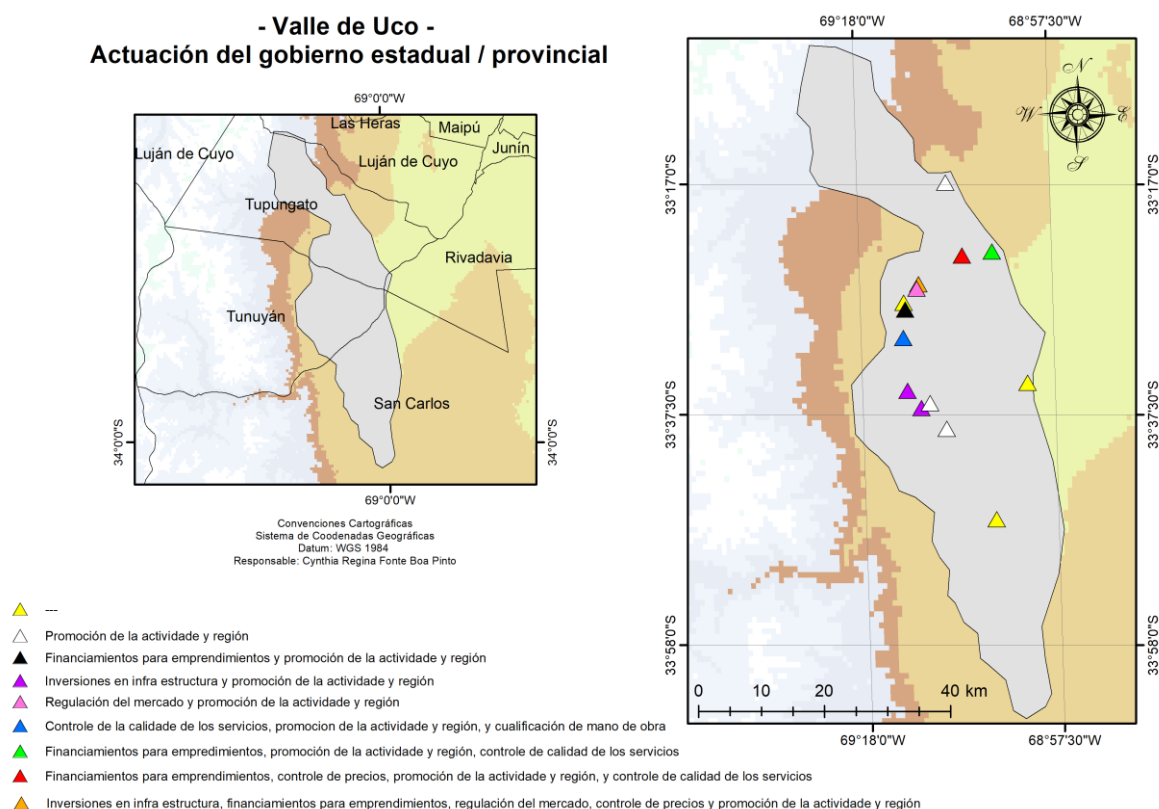 - Valle de Uco -
Actuación del gobierno estadual / provincial
69°0'0"W
Las Heras
Maipú
Junín
Luján de Cuyo
Luján de Cuyo
Tupungato
Rivadavia
Tunuyán
San Carlos
34°0'0"S
34°0'0"S
69°0'0"W
Convenciones Cartográficas
Sistema de Coodenadas Geográficas
Datum: WGS 1984
Responsable: Cynthia Regina Fonte Boa Pinto
69°18'0"W
68°57'30"W
N
W
E
S
33°17'0"S
33°17'0"S
33°37'30"S
33°37'30"S
33°58'0"S
33°58'0"S
0 10 20 40 km
69°18'0"W
68°57'30"W
---
Promoción de la actividade y región
Financiamientos para emprendimientos y promoción de la actividade y región
Inversiones en infra estructura y promoción de la actividade y región
Regulación del mercado y promoción de la actividade y región
Controle de la calidade de los servicios, promocion de la actividade y región, y cualificación de mano de obra
Financiamientos para empredimientos, promoción de la actividade y región, controle de calidad de los servicios
Financiamientos para emprendimientos, controle de precios, promoción de la actividade y región, y controle de calidad de los servicios
Inversiones en infra estructura, financiamientos para emprendimientos, regulación del mercado, controle de precios y promoción de la actividade y región